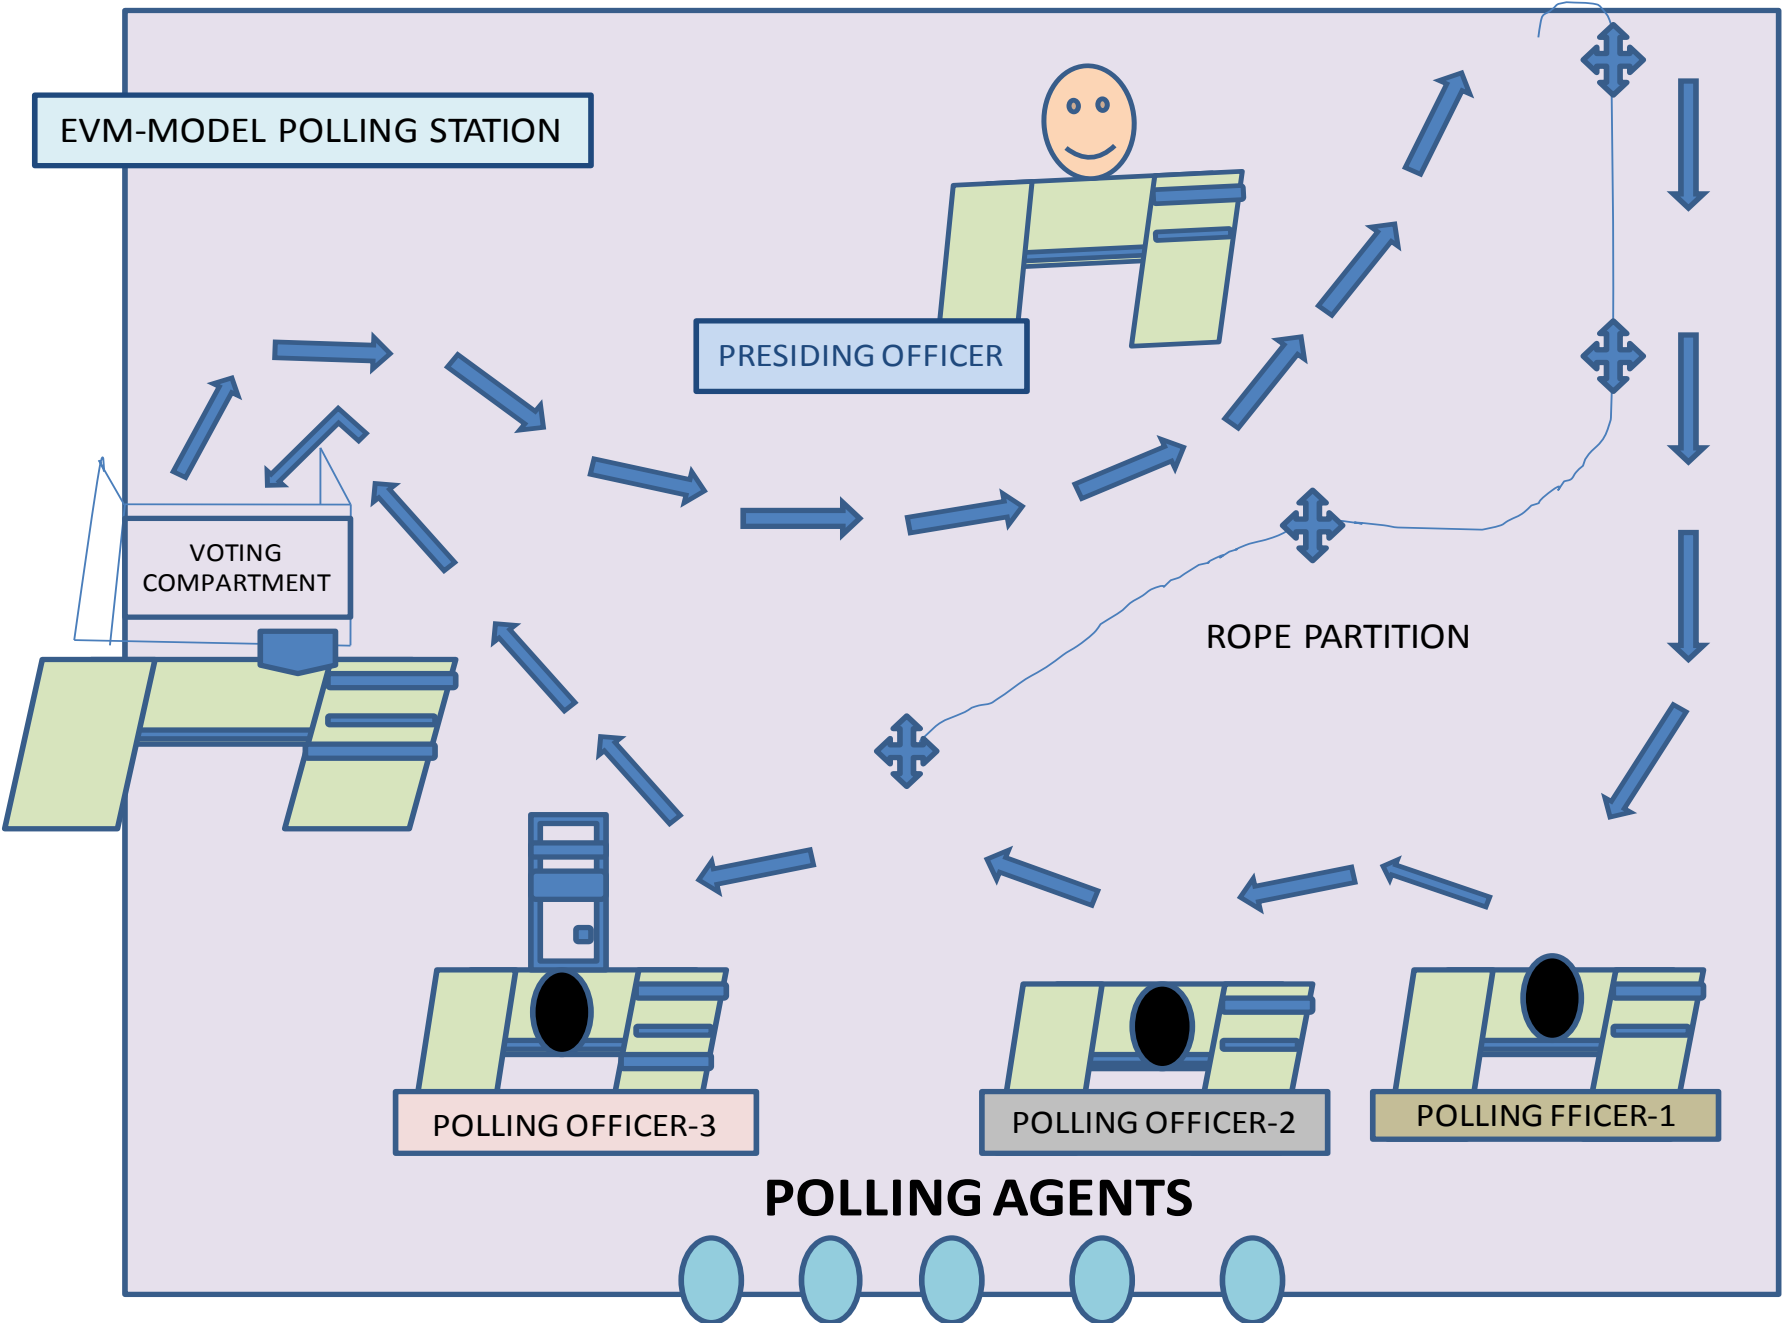 EVM-MODEL POLLING STATION
PRESIDING OFFICER
VOTING
COMPARTMENT
ROPE PARTITION
POLLING OFFICER-3
POLLING OFFICER-2
POLLING FFICER-1
POLLING AGENTS